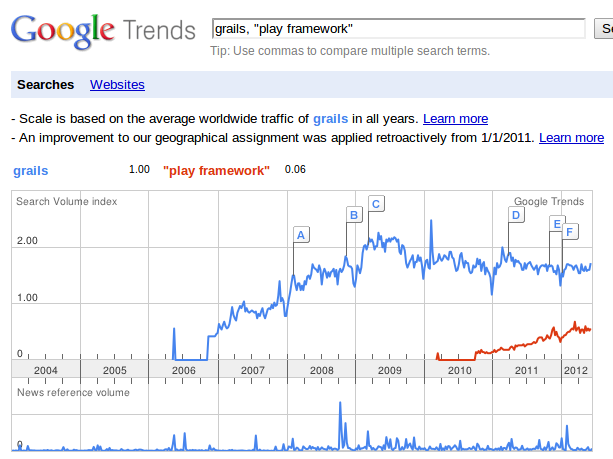 Google Trends
grails, "play framework"
Tip: Use commas to compare multiple search terms.
Searches Websites
- Scale is based on the average worldwide traffic of grails in all years. Learn more
- An improvement to our geographical assignment was applied retroactively from 1/1/2011. Learn more
grails 1.00 "play framework" 0.06
Search Volume index Google Trends
C
B
D
E
F
A
2.00
1.00
0
2004 2005 2006 2007 2008 2009 2010 2011 2012
News reference volume
0